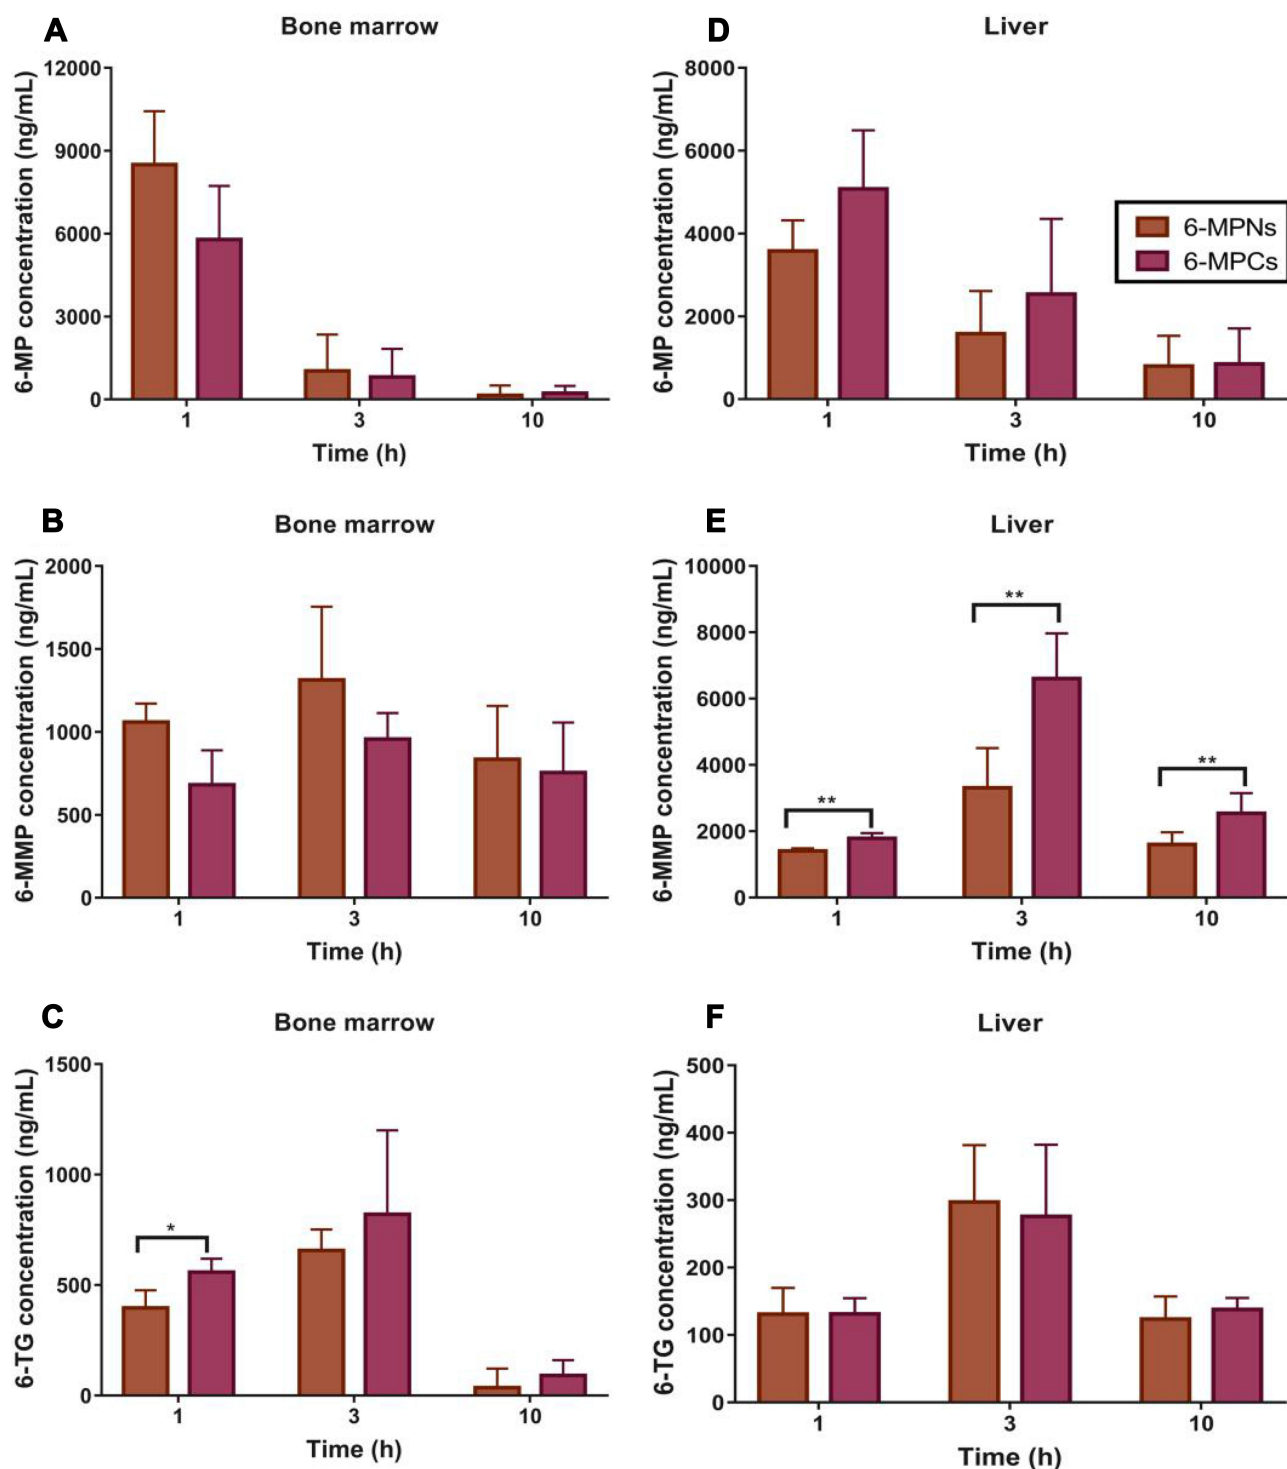 A
Bone marrow
6-MP concentration (ng/mL)
12000
9000
6000
3000
0
1
3
10
Time (h)
D
Liver
6-MP concentration (ng/mL)
8000
6000
4000
2000
0
1
3
10
Time (h)
6-MPNs
6-MPCs
B
Bone marrow
6-MMP concentration (ng/mL)
2000
1500
1000
500
0
1
3
10
Time (h)
E
Liver
6-MMP concentration (ng/mL)
10000
8000
6000
4000
2000
0
**
**
**
1
3
10
Time (h)
C
Bone marrow
6-TG concentration (ng/mL)
1500
1000
500
0
*
1
3
10
Time (h)
F
Liver
6-TG concentration (ng/mL)
500
400
300
200
100
0
1
3
10
Time (h)